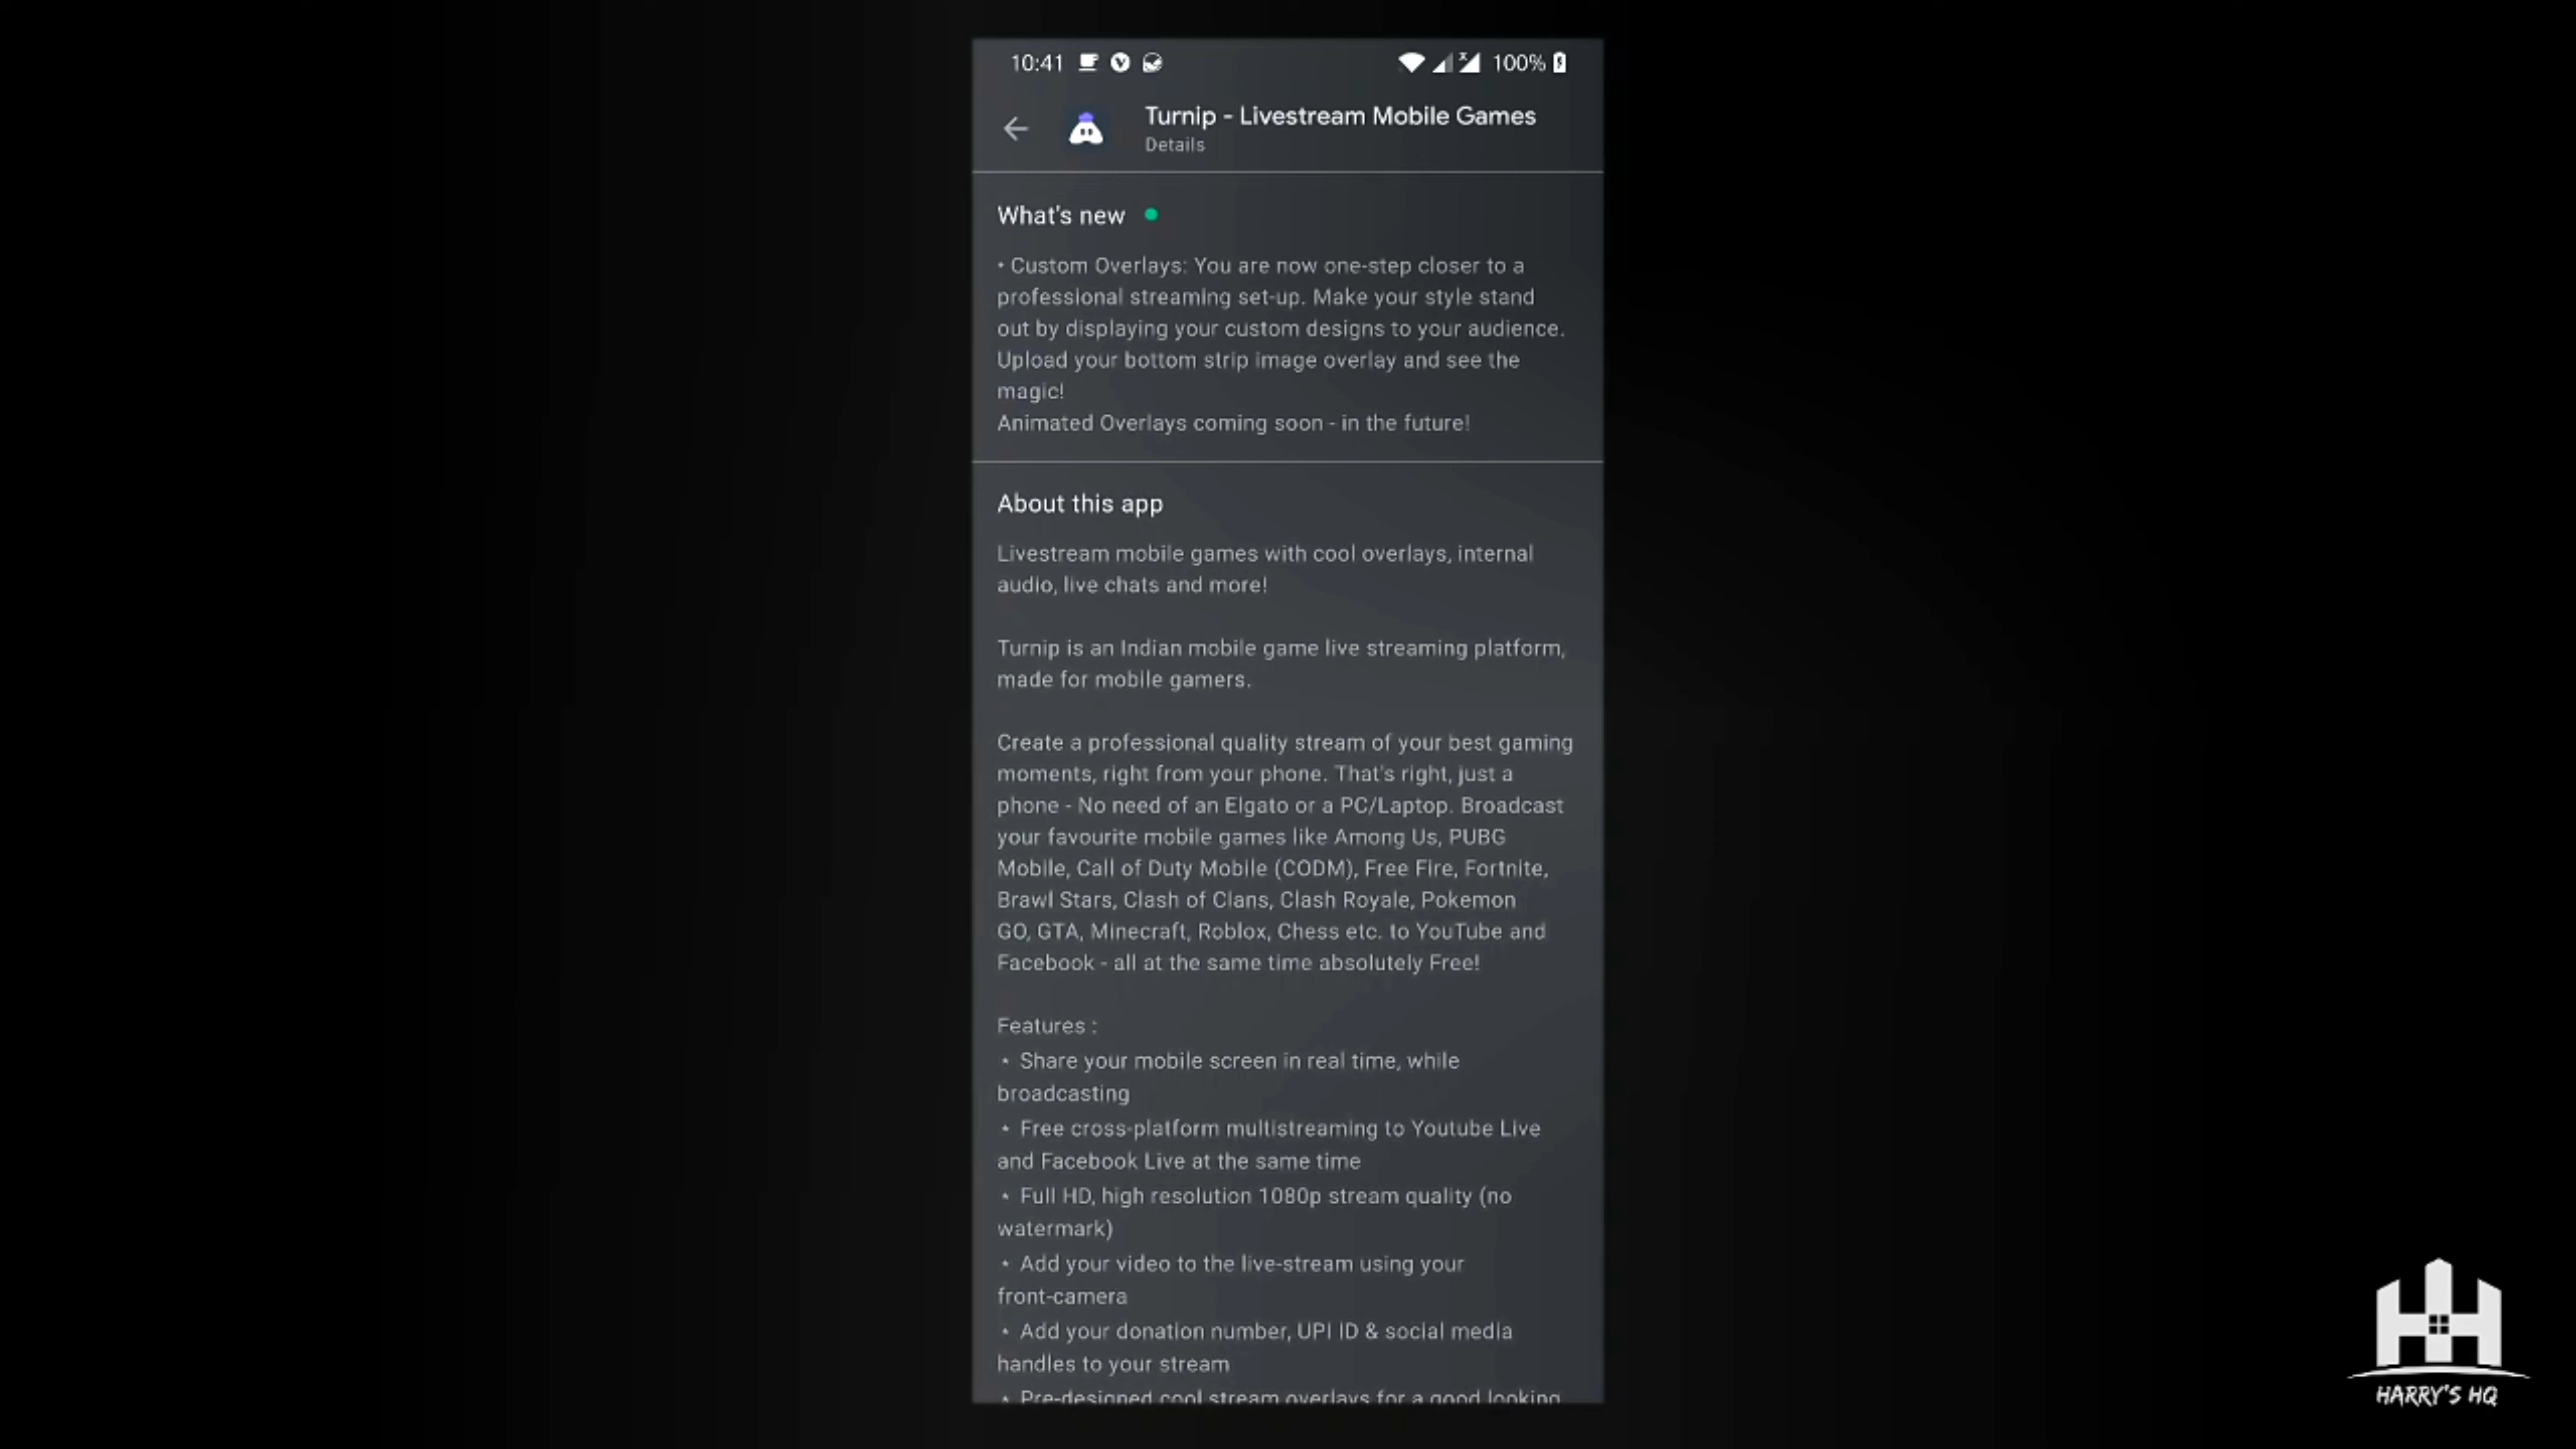 10:41
100%
Turnip - Livestream Mobile Games
Details
What's new
• Custom Overlays: You are now one-step closer to a
professional streaming set-up. Make your style stand
out by displaying your custom designs to your audience.
Upload your bottom strip image overlay and see the
magic!
Animated Overlays coming soon - in the future!
About this app
Livestream mobile games with cool overlays, internal
audio, live chats and more!
Turnip is an Indian mobile game live streaming platform,
made for mobile gamers.
Create a professional quality stream of your best gaming
moments, right from your phone. That's right, just a
phone - No need of an Elgato or a PC/Laptop. Broadcast
your favourite mobile games like Among Us, PUBG
Mobile, Call of Duty Mobile (CODM), Free Fire, Fortnite,
Brawl Stars, Clash of Clans, Clash Royale, Pokemon
GO, GTA, Minecraft, Roblox, Chess etc. to YouTube and
Facebook - all at the same time absolutely Free!
Features :
• Share your mobile screen in real time, while
broadcasting
• Free cross-platform multistreaming to Youtube Live
and Facebook Live at the same time
• Full HD, high resolution 1080p stream quality (no
watermark)
• Add your video to the live-stream using your
front-camera
• Add your donation number, UPI ID & social media
handles to your stream
• Pre-designed cool stream overlays for a good looking
HARRY'S HQ